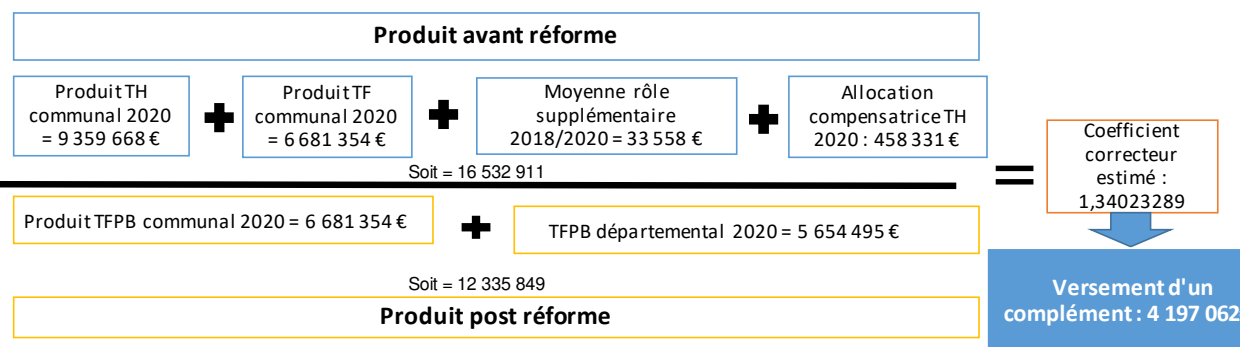 Produit avant réforme
Produit TH
communal 2020
= 9 359 668 €
Produit TF
communal 2020
= 6 681 354 €
Moyenne rôle
supplémentaire
2018/2020 = 33 558 €
Allocation
compensatrice TH
2020 : 458 331 €
Soit = 16 532 911
=
Coefficient
correcteur
estimé :
1,34023289
Produit TFPB communal 2020 = 6 681 354 €
TFPB départemental 2020 = 5 654 495 €
Soit = 12 335 849
Produit post réforme
Versement d'un
complément : 4 197 062